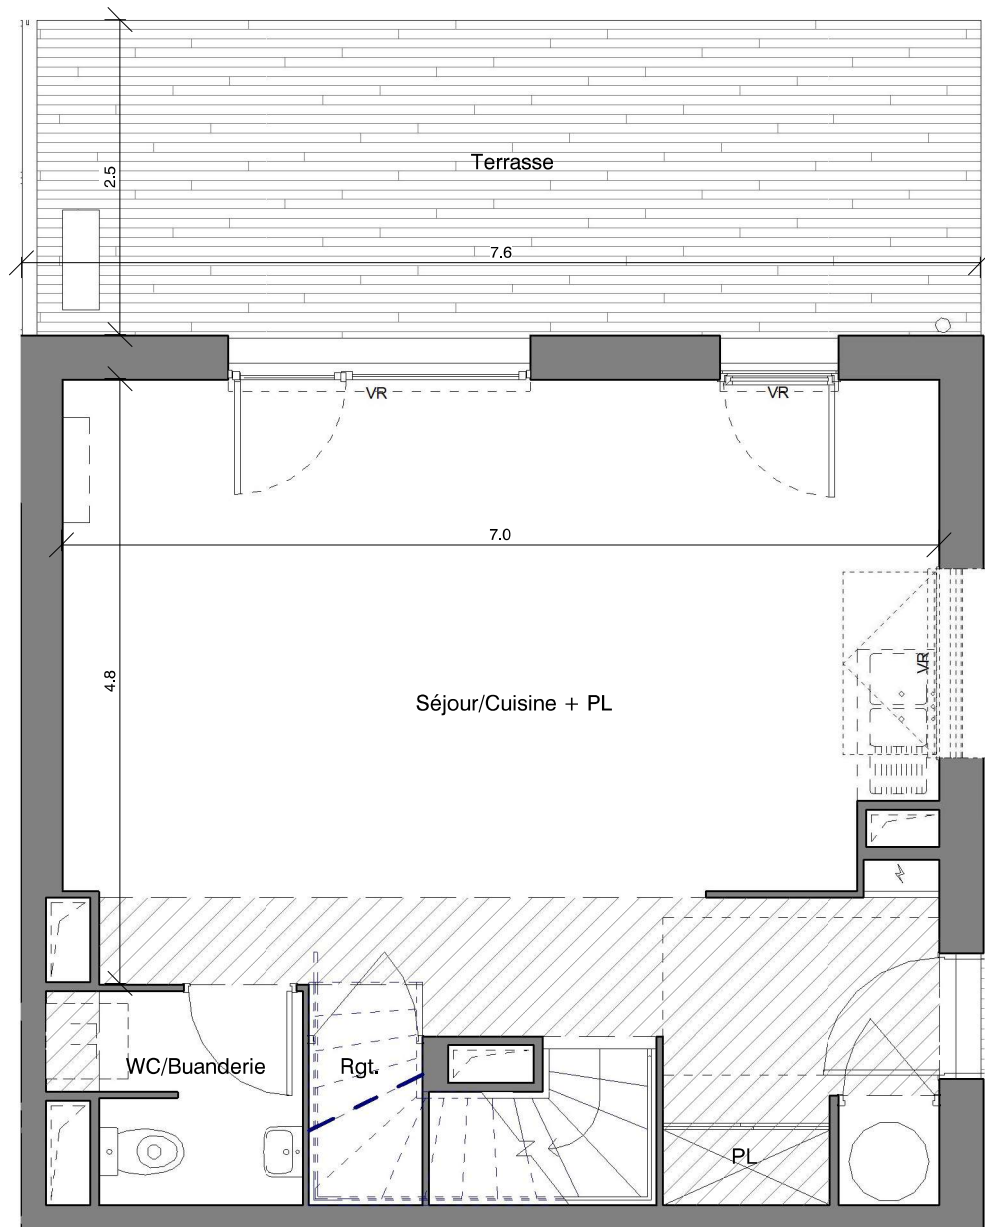 Terrasse
2.5
7.6
VR
VR
7.0
VR
4.8
Séjour/Cuisine + PL
WC/Buanderie
Rgt.
PL